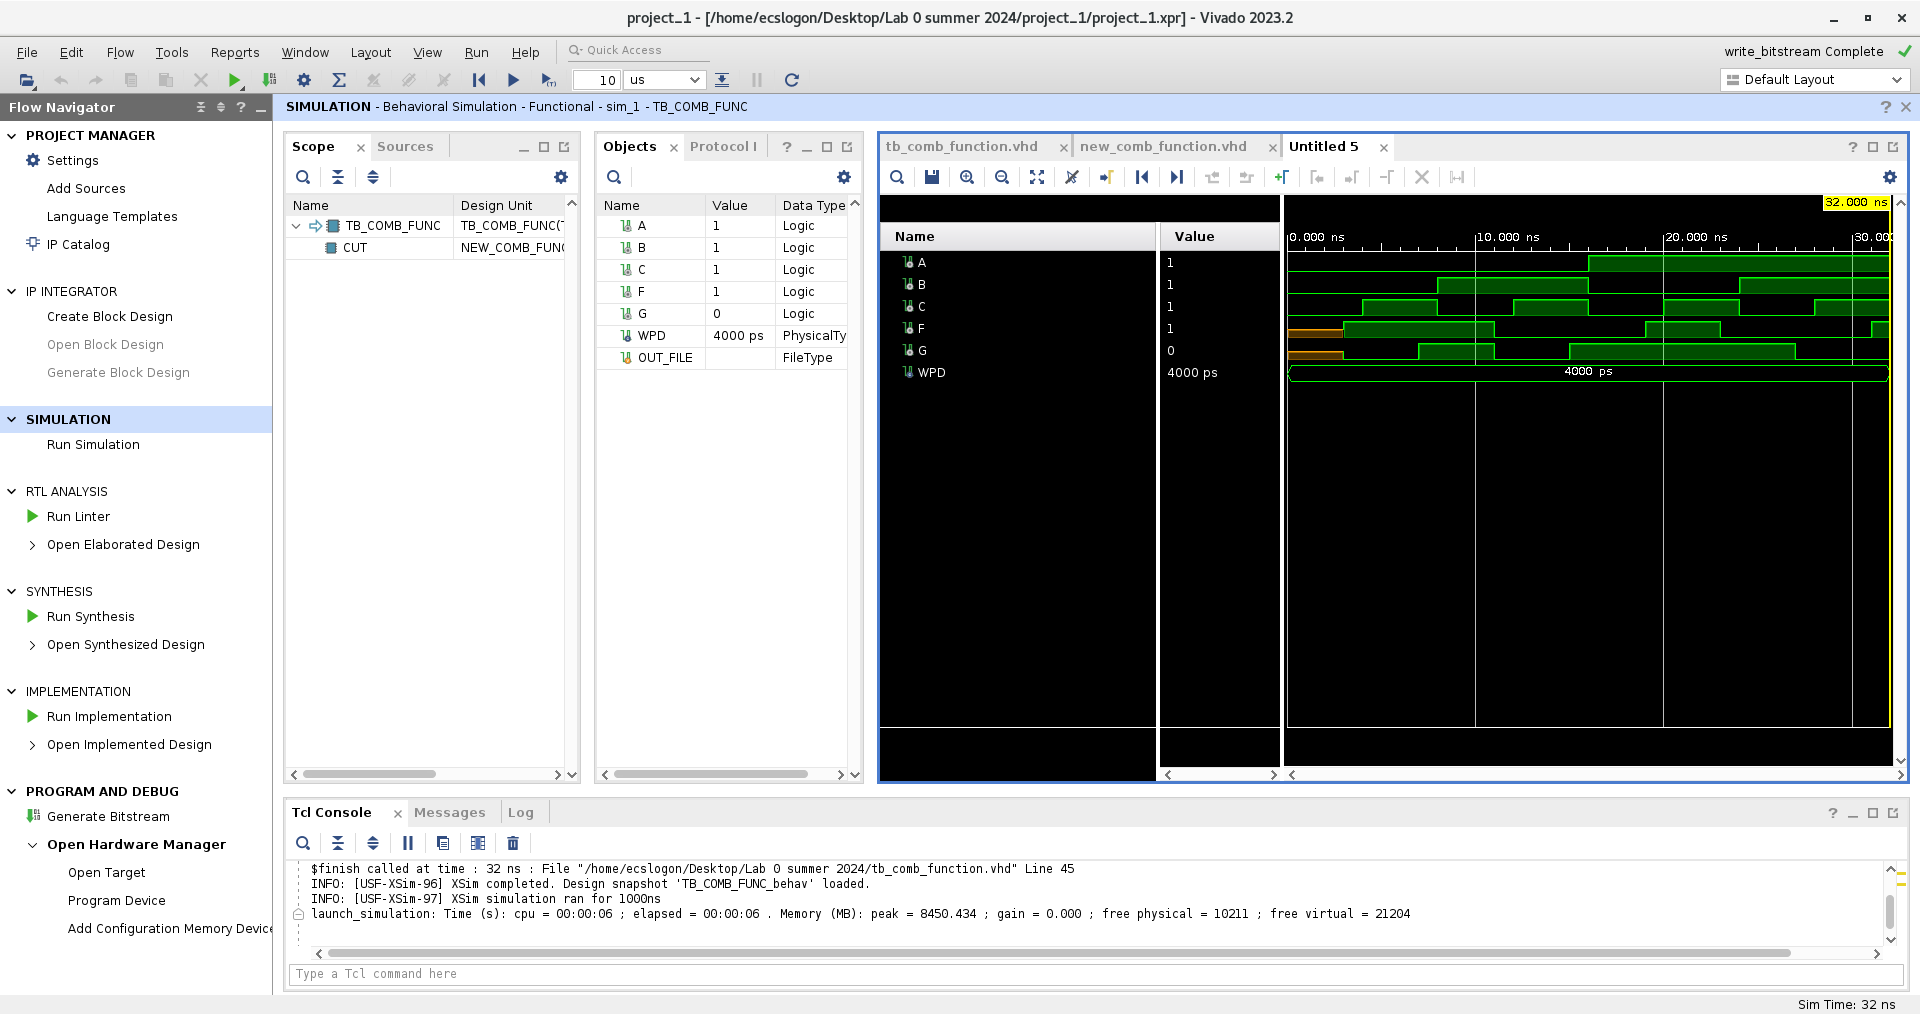 project_1 - [/home/ecslogon/Desktop/Lab 0 summer 2024/project_1/project_1.xpr] - Vivado 2023.2
File Edit Flow Tools Reports Window Layout View Run Help Quick Access
write_bitstream Complete
10 us
Default Layout
Flow Navigator
SIMULATION - Behavioral Simulation - Functional - sim_1 - TB_COMB_FUNC
PROJECT MANAGER
Settings
Add Sources
Language Templates
IP Catalog
IP INTEGRATOR
Create Block Design
Open Block Design
Generate Block Design
SIMULATION
Run Simulation
RTL ANALYSIS
Run Linter
Open Elaborated Design
SYNTHESIS
Run Synthesis
Open Synthesized Design
IMPLEMENTATION
Run Implementation
Open Implemented Design
PROGRAM AND DEBUG
Generate Bitstream
Open Hardware Manager
Open Target
Program Device
Add Configuration Memory Device
Scope Sources
Name Design Unit
TB_COMB_FUNC TB_COMB_FUNC(
CUT NEW_COMB_FUNC
Objects Protocol I
Name Value Data Type
A 1 Logic
B 1 Logic
C 1 Logic
F 1 Logic
G 0 Logic
WPD 4000 ps PhysicalTy
OUT_FILE FileType
tb_comb_function.vhd new_comb_function.vhd Untitled 5
32.000 ns
Name Value
0.000 ns 10.000 ns 20.000 ns 30.00
A 1
B 1
C 1
F 1
G 0
WPD 4000 ps 4000 ps
Tcl Console Messages Log
$finish called at time : 32 ns : File "/home/ecslogon/Desktop/Lab 0 summer 2024/tb_comb_function.vhd" Line 45
INFO: [USF-XSim-96] XSim completed. Design snapshot 'TB_COMB_FUNC_behav' loaded.
INFO: [USF-XSim-97] XSim simulation ran for 1000ns
launch_simulation: Time (s): cpu = 00:00:06 ; elapsed = 00:00:06 . Memory (MB): peak = 8450.434 ; gain = 0.000 ; free physical = 10211 ; free virtual = 21204
Type a Tcl command here
Sim Time: 32 ns